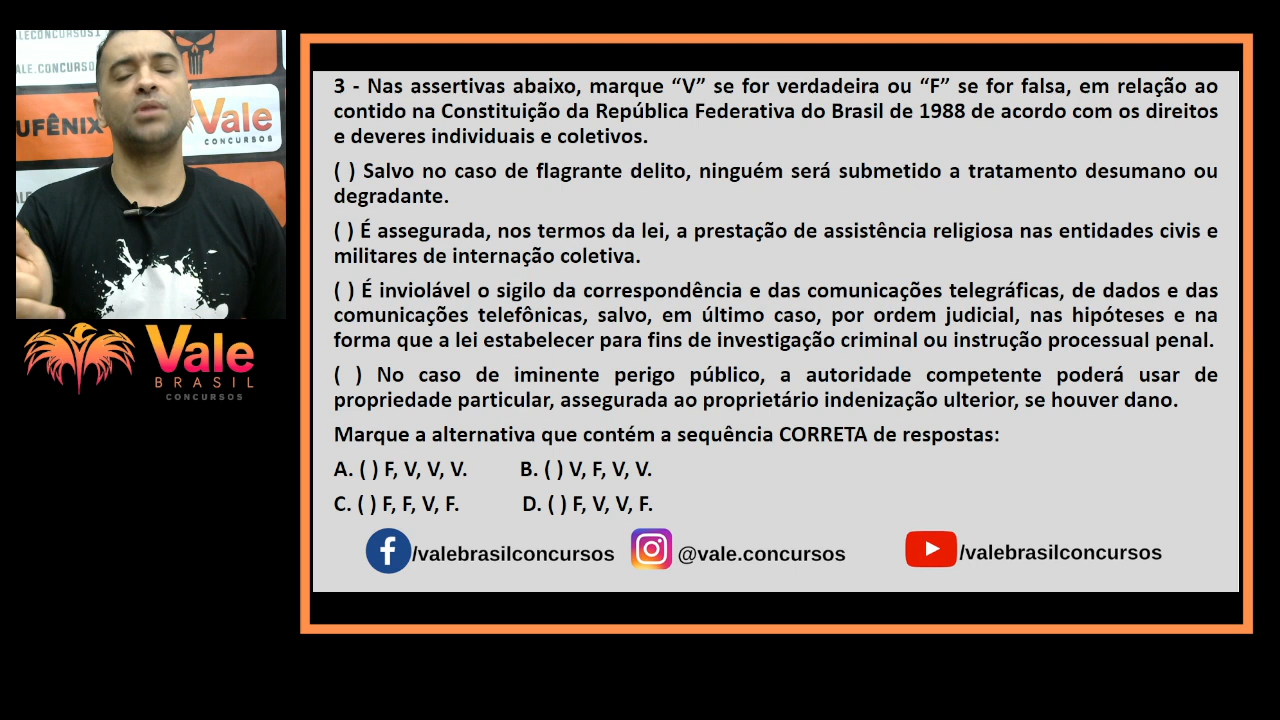 ALECONCURSOS1
ALE.CONCURSO
UFÊNIX
Vale
CONCURSOS
Vale
BRASIL
CONCURSOS
3 - Nas assertivas abaixo, marque “V” se for verdadeira ou “F” se for falsa, em relação ao
contido na Constituição da República Federativa do Brasil de 1988 de acordo com os direitos
e deveres individuais e coletivos.
( ) Salvo no caso de flagrante delito, ninguém será submetido a tratamento desumano ou
degradante.
( ) É assegurada, nos termos da lei, a prestação de assistência religiosa nas entidades civis e
militares de internação coletiva.
( ) É inviolável o sigilo da correspondência e das comunicações telegráficas, de dados e das
comunicações telefônicas, salvo, em último caso, por ordem judicial, nas hipóteses e na
forma que a lei estabelecer para fins de investigação criminal ou instrução processual penal.
( ) No caso de iminente perigo público, a autoridade competente poderá usar de
propriedade particular, assegurada ao proprietário indenização ulterior, se houver dano.
Marque a alternativa que contém a sequência CORRETA de respostas:
A. ( ) F, V, V, V. B. ( ) V, F, V, V.
C. ( ) F, F, V, F. D. ( ) F, V, V, F.
/valebrasilconcursos @vale.concursos /valebrasilconcursos